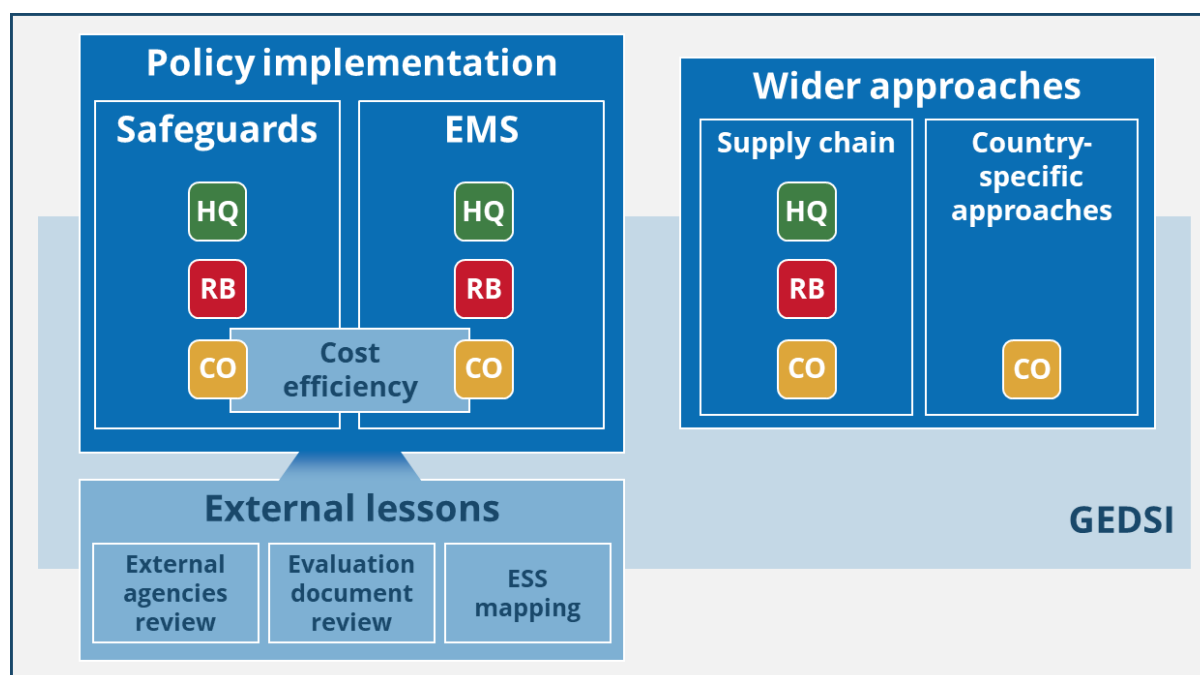 Policy implementation
Safeguards
HQ
RB
CO
EMS
HQ
RB
CO
Cost
efficiency
Wider approaches
Supply chain
HQ
RB
CO
Country-
specific
approaches
CO
External lessons
External
agencies
review
Evaluation
document
review
ESS
mapping
GEDSI